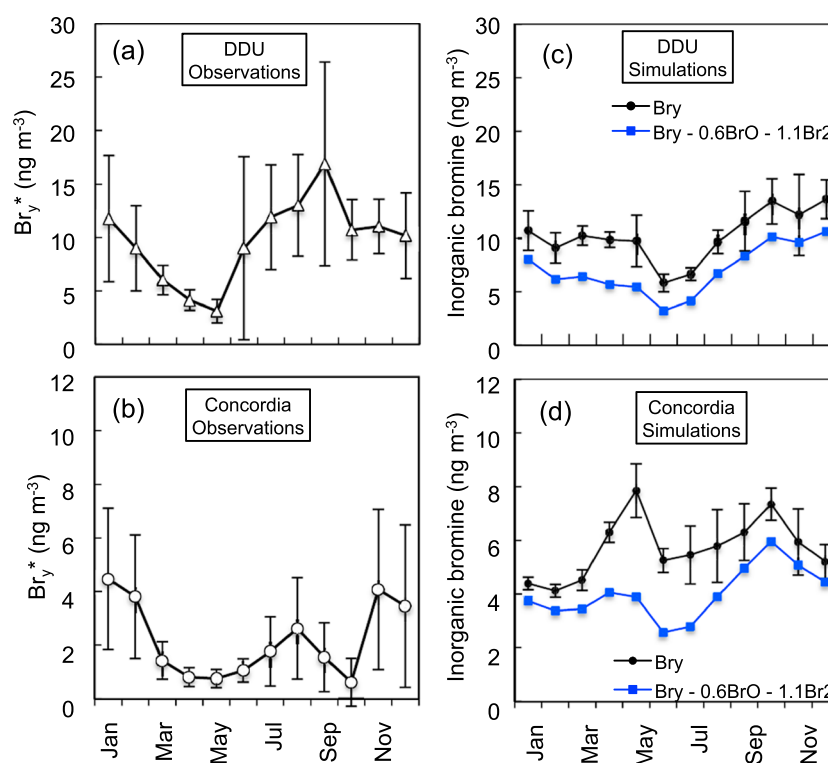 (a)
DDU
Observations
Br_y* (ng m⁻³)
30
25
20
15
10
5
0
(c)
DDU
Simulations
Inorganic bromine (ng m⁻³)
30
25
20
15
10
5
0
Bry
Bry - 0.6BrO - 1.1Br2
(b)
Concordia
Observations
Br_y* (ng m⁻³)
12
10
8
6
4
2
0
Jan
Mar
May
Jul
Sep
Nov
(d)
Concordia
Simulations
Inorganic bromine (ng m⁻³)
12
10
8
6
4
2
0
Bry
Bry - 0.6BrO - 1.1Br2
Jan
Mar
May
Jul
Sep
Nov